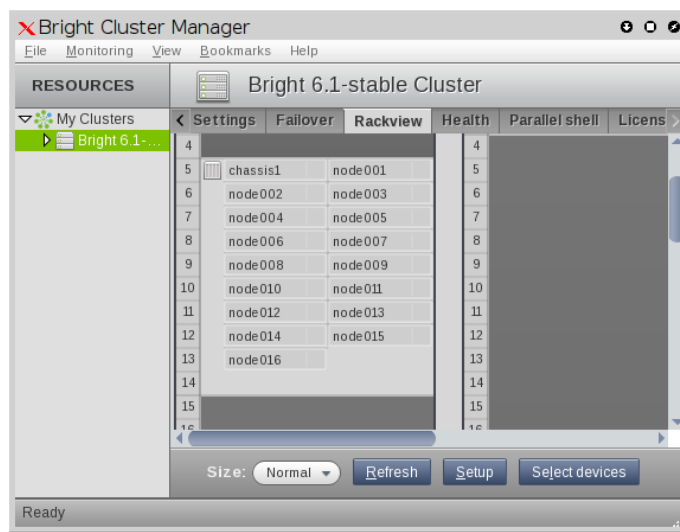 Bright Cluster Manager
File Monitoring View Bookmarks Help
RESOURCES
Bright 6.1-stable Cluster
My Clusters
Bright 6.1-...
Settings Failover Rackview Health Parallel shell Licens
4 4
5 chassis1 node001 5
6 node002 node003 6
7 node004 node005 7
8 node006 node007 8
9 node008 node009 9
10 node010 node011 10
11 node012 node013 11
12 node014 node015 12
13 node016 13
14 14
15 15
16 16
Size: Normal Refresh Setup Select devices
Ready